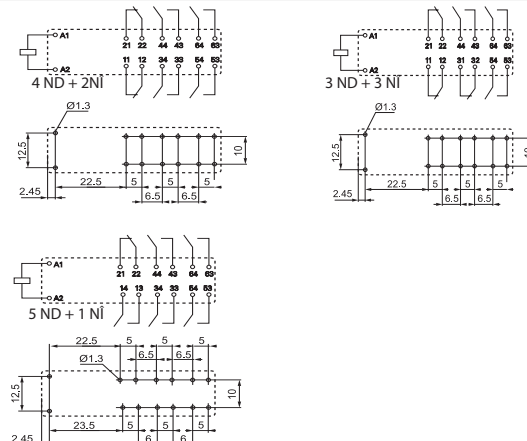 A1 21 22 44 43 64 63
A2 11 12 34 33 54 53
4 ND + 2NÎ
Ø1.3
12.5
10
2.45 22.5 5 5 5
6.5 6.5
A1 21 22 44 43 64 63
A2 11 12 31 32 54 53
3 ND + 3 NÎ
Ø1.3
12.5
2.45 22.5 5 5 5
6.5 6.5
A1 21 22 44 43 64 63
A2 14 13 34 33 54 53
5 ND + 1 NÎ
22.5 5 5 5
Ø1.3 6.5 6.5
12.5
10
23.5 5 5 5
2.45 6 6